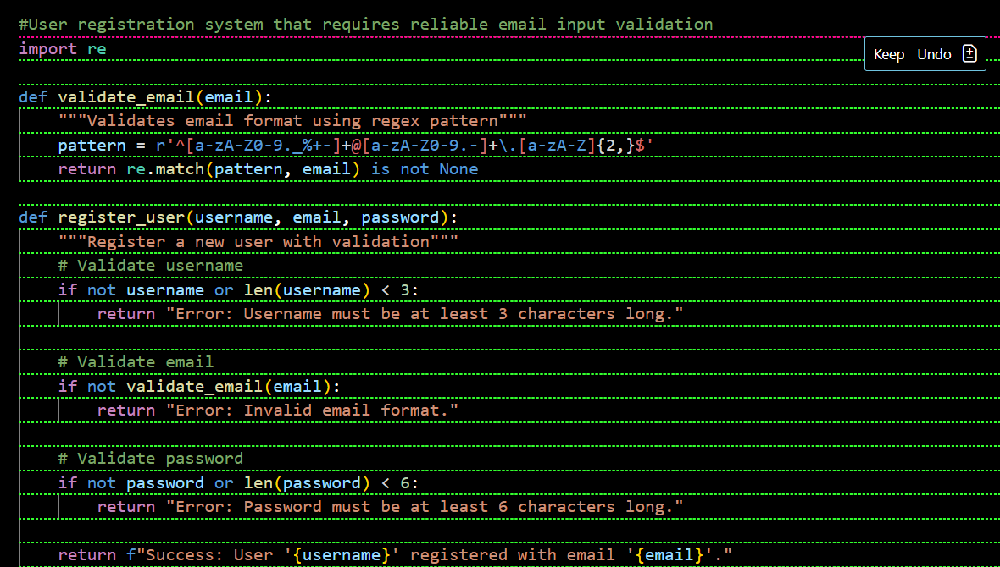 #User registration system that requires reliable email input validation
import re
Keep Undo
def validate_email(email):
    """Validates email format using regex pattern"""
    pattern = r'^[a-zA-Z0-9._%+-]+@[a-zA-Z0-9.-]+\.[a-zA-Z]{2,}$'
    return re.match(pattern, email) is not None
def register_user(username, email, password):
    """Register a new user with validation"""
    # Validate username
    if not username or len(username) < 3:
        return "Error: Username must be at least 3 characters long."
    # Validate email
    if not validate_email(email):
        return "Error: Invalid email format."
    # Validate password
    if not password or len(password) < 6:
        return "Error: Password must be at least 6 characters long."
    return f"Success: User '{username}' registered with email '{email}'."